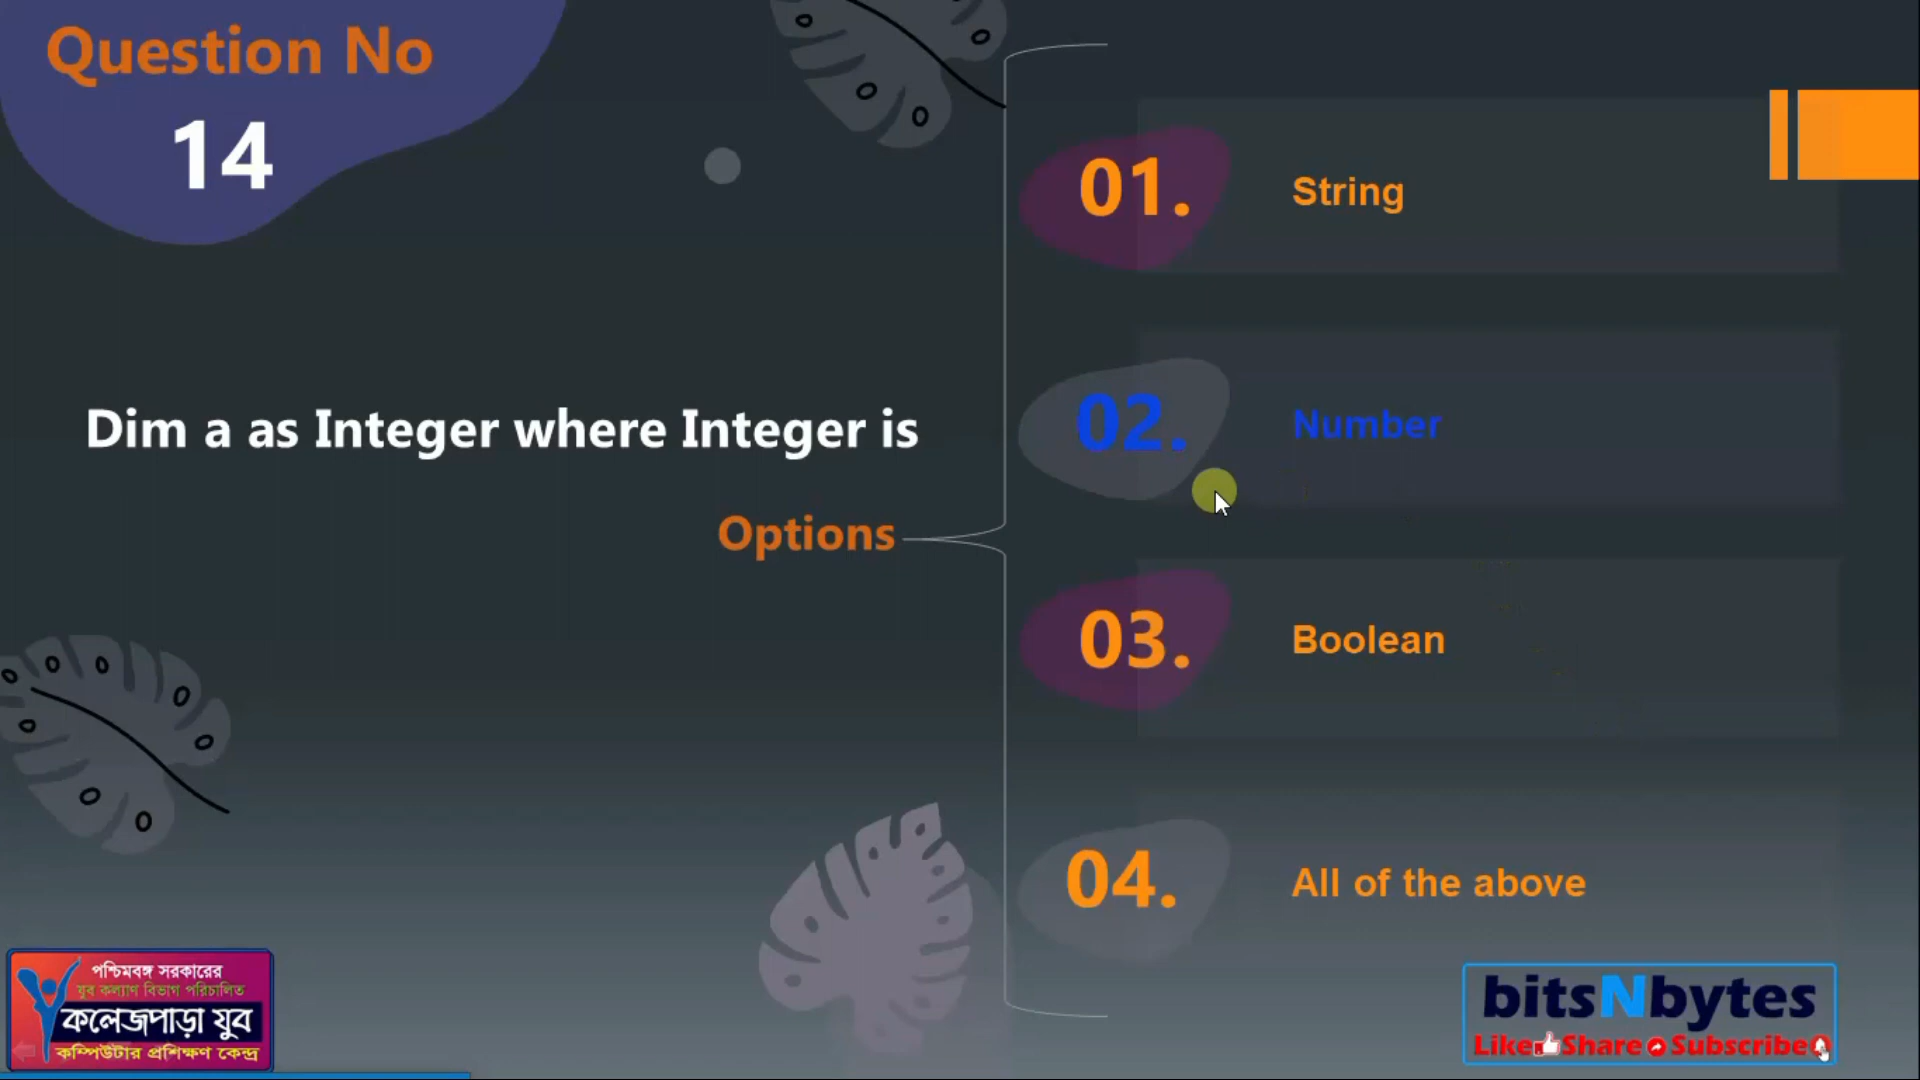 Question No
14
Dim a as Integer where Integer is
Options
01.
String
02.
Number
03.
Boolean
04.
All of the above
পশ্চিমবঙ্গ সরকারের
যুব কল্যাণ বিভাগ পরিচালিত
কলেজপাড়া যুব
কম্পিউটার প্রশিক্ষণ কেন্দ্র
bitsNbytes
Like Share Subscribe